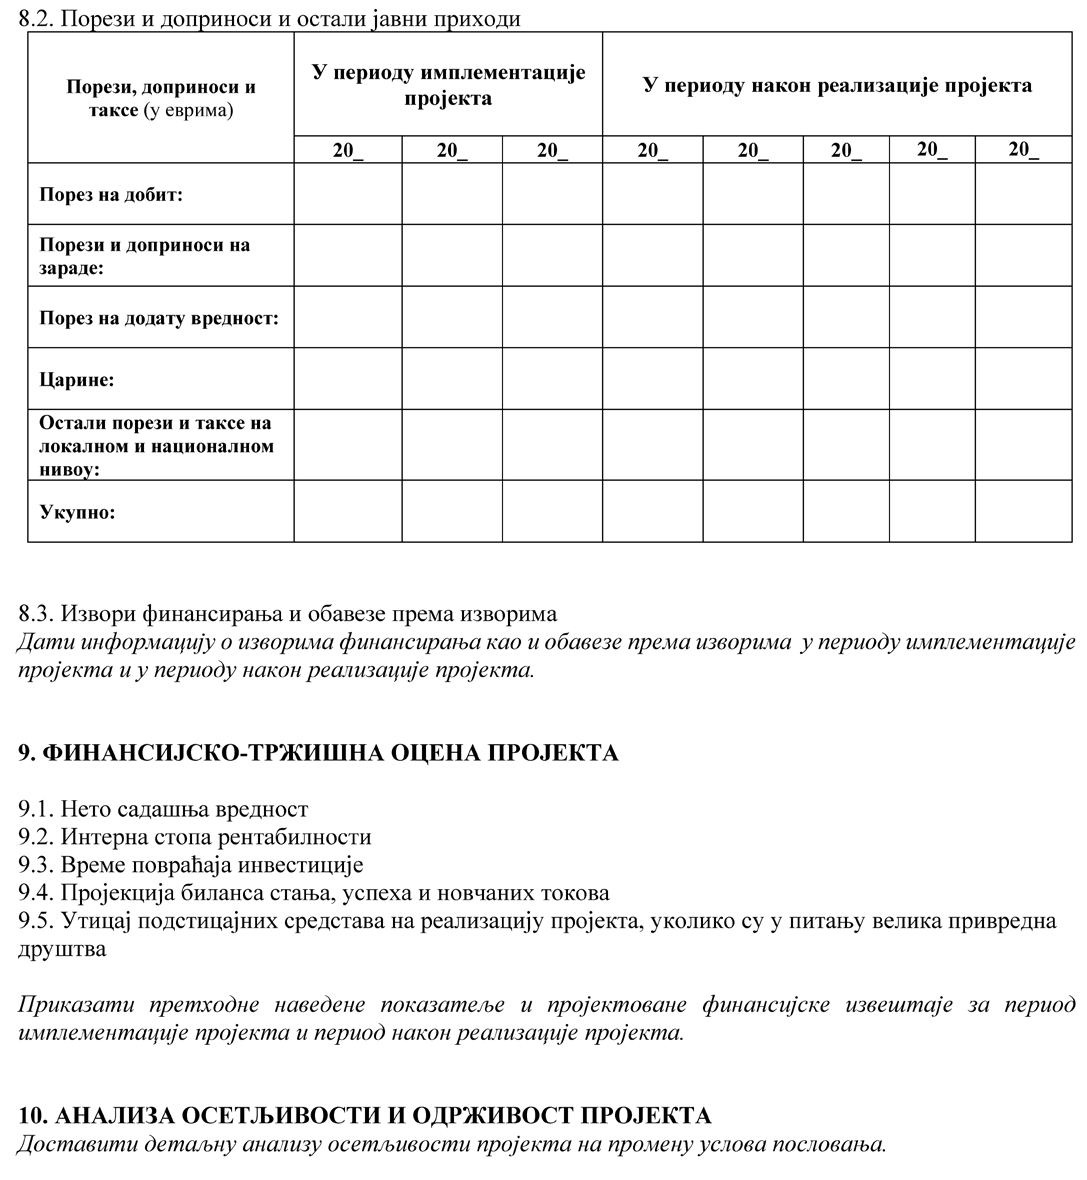 8.2. Порези и доприноси и остали јавни приходи
Порези, доприноси и
таксе (у еврима)
У периоду имплементације
пројекта
У периоду након реализације пројекта
20_ 20_ 20_ 20_ 20_ 20_ 20_ 20_
Порез на добит:
Порези и доприноси на
зараде:
Порез на додату вредност:
Царине:
Остали порези и таксе на
локалном и националном
нивоу:
Укупно:
8.3. Извори финансирања и обавезе према изворима
Дати информацију о изворима финансирања као и обавезе према изворима у периоду имплементације
пројекта и у периоду након реализације пројекта.
9. ФИНАНСИЈСКО-ТРЖИШНА ОЦЕНА ПРОЈЕКТА
9.1. Нето садашња вредност
9.2. Интерна стопа рентабилности
9.3. Време повраћаја инвестиције
9.4. Пројекција биланса стања, успеха и новчаних токова
9.5. Утицај подстицајних средстава на реализацију пројекта, уколико су у питању велика привредна
друштва
Приказати претходне наведене показатеље и пројектоване финансијске извештаје за период
имплементације пројекта и период након реализације пројекта.
10. АНАЛИЗА ОСЕТЉИВОСТИ И ОДРЖИВОСТ ПРОЈЕКТА
Доставити детаљну анализу осетљивости пројекта на промену услова пословања.